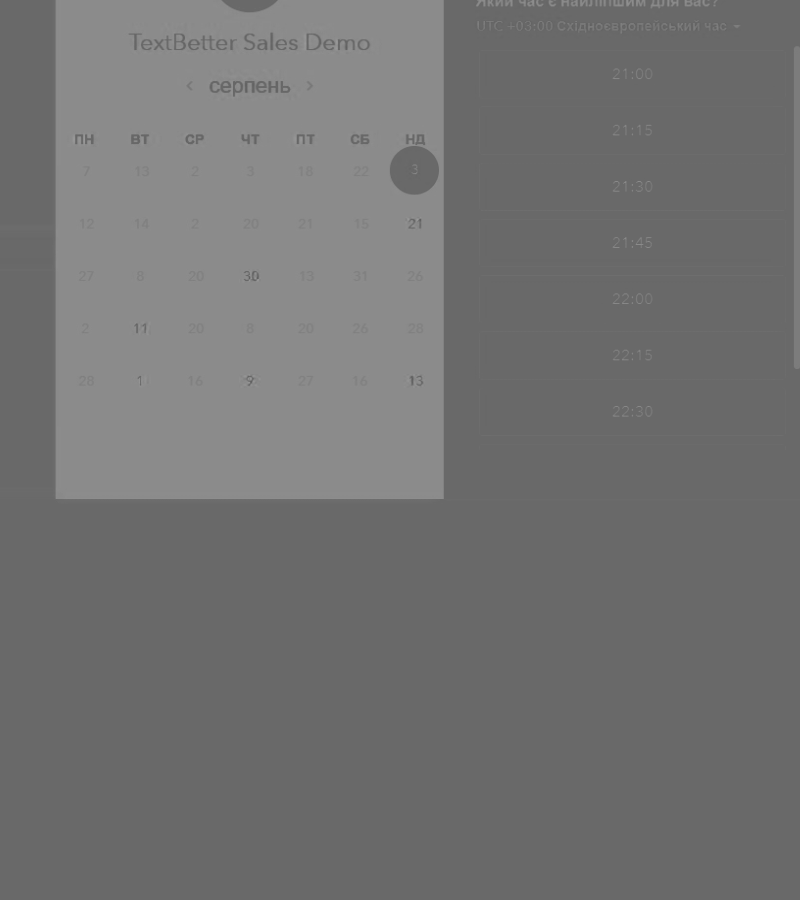 TextBetter Sales Demo
‹ серпень ›
ПН ВТ СР ЧТ ПТ СБ НД
7 13 2 3 18 22 3
12 14 2 20 21 15 21
27 8 20 30 13 31 26
2 11 20 8 20 26 28
28 1 16 9 27 16 13
Який час є найліпшим для вас?
UTC +03:00 Східноєвропейський час
21:00
21:15
21:30
21:45
22:00
22:15
22:30